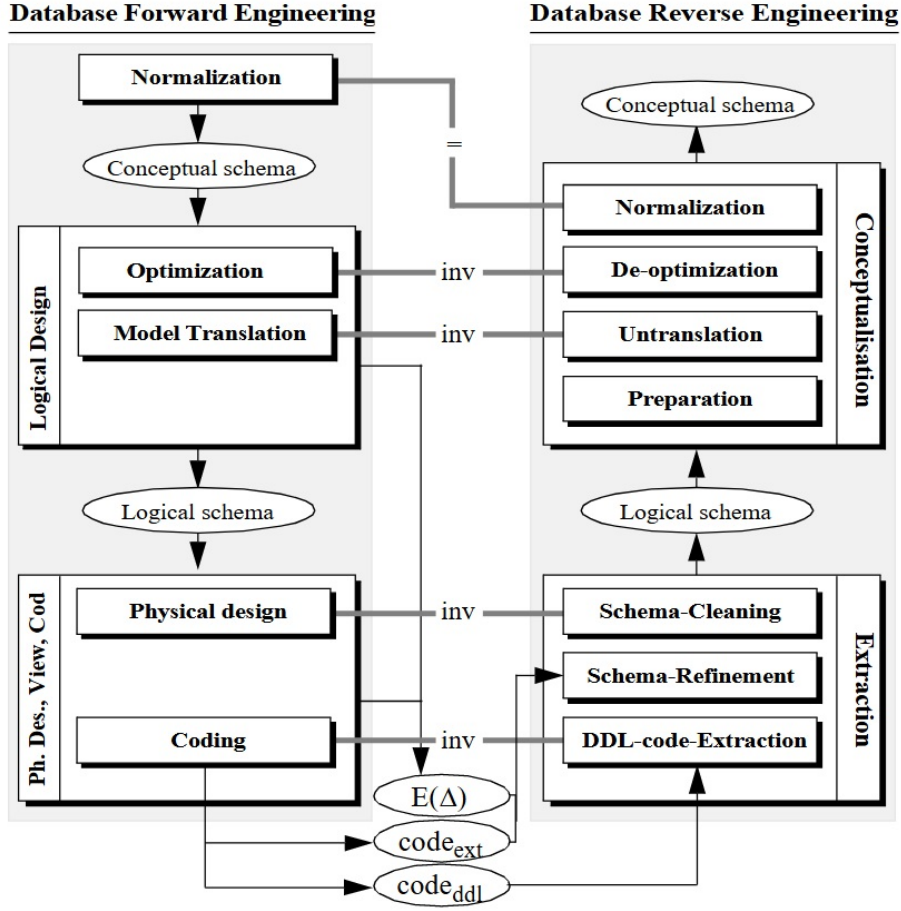 Database Forward Engineering
Database Reverse Engineering
Normalization
Conceptual schema
Conceptual schema
=
Normalization
Logical Design
Optimization
inv
De-optimization
Model Translation
inv
Untranslation
Preparation
Conceptualisation
Logical schema
Logical schema
Ph. Des., View, Cod
Physical design
inv
Schema-Cleaning
Schema-Refinement
Coding
inv
DDL-code-Extraction
Extraction
E(Δ)
code_ext
code_ddl